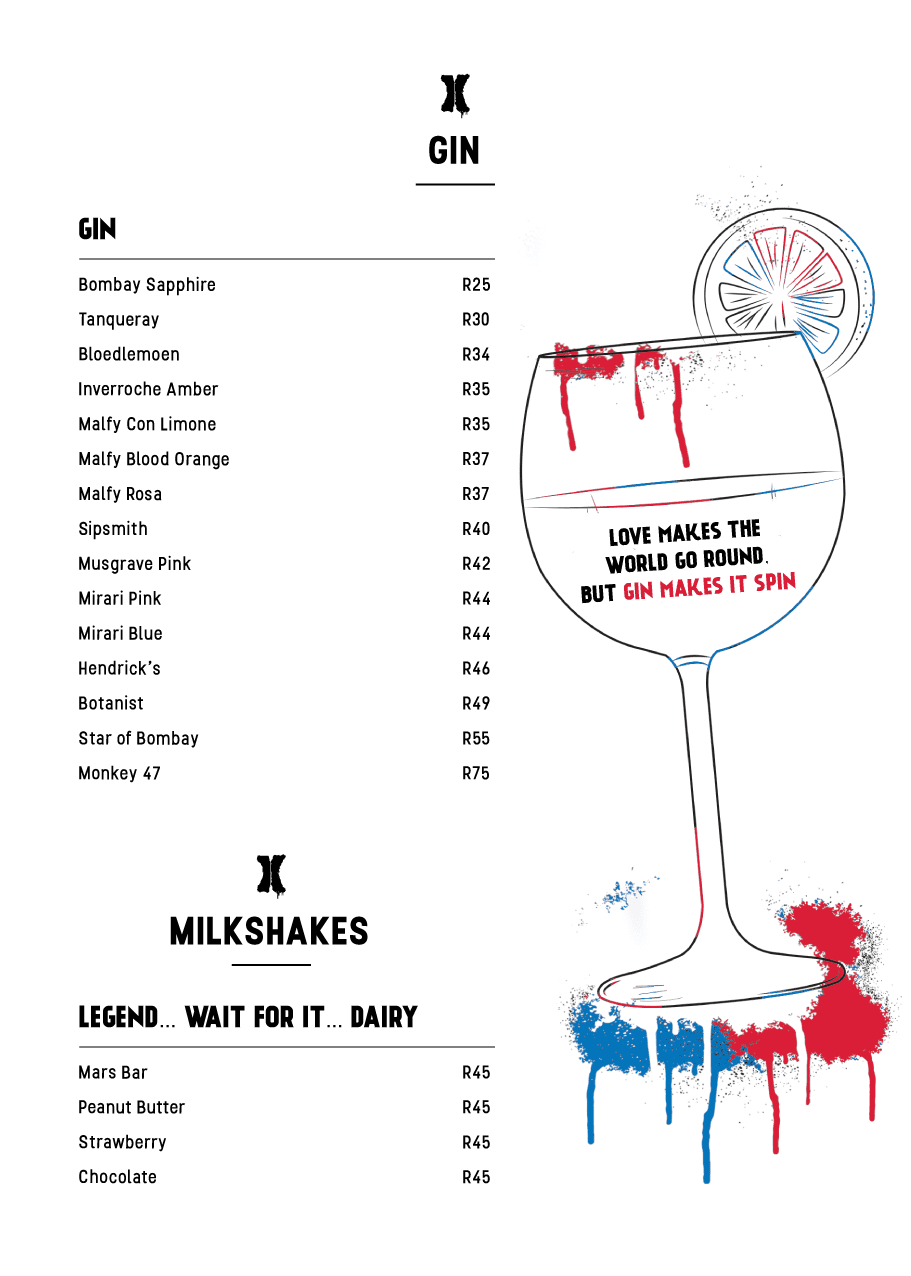 GIN
GIN
Bombay Sapphire R25
Tanqueray R30
Bloedlemoen R34
Inverroche Amber R35
Malfy Con Limone R35
Malfy Blood Orange R37
Malfy Rosa R37
Sipsmith R40
Musgrave Pink R42
Mirari Pink R44
Mirari Blue R44
Hendrick's R46
Botanist R49
Star of Bombay R55
Monkey 47 R75
LOVE MAKES THE
WORLD GO ROUND.
BUT GIN MAKES IT SPIN
MILKSHAKES
LEGEND... WAIT FOR IT... DAIRY
Mars Bar R45
Peanut Butter R45
Strawberry R45
Chocolate R45